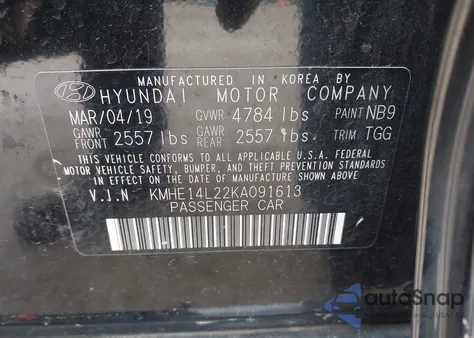 MANUFACTURED IN KOREA BY
HYUNDAI MOTOR COMPANY
MAR/04/19 GVWR 4784 lbs PAINT NB9
GAWR FRONT 2557 lbs GAWR REAR 2557 lbs. TRIM TGG
THIS VEHICLE CONFORMS TO ALL APPLICABLE U.S.A. FEDERAL
MOTOR VEHICLE SAFETY, BUMPER, AND THEFT PREVENTION
STANDARDS IN EFFECT ON THE DATE OF MANUFACTURE SHOWN ABOVE.
V.I.N KMHE14L22KA091613
PASSENGER CAR
autoSnap